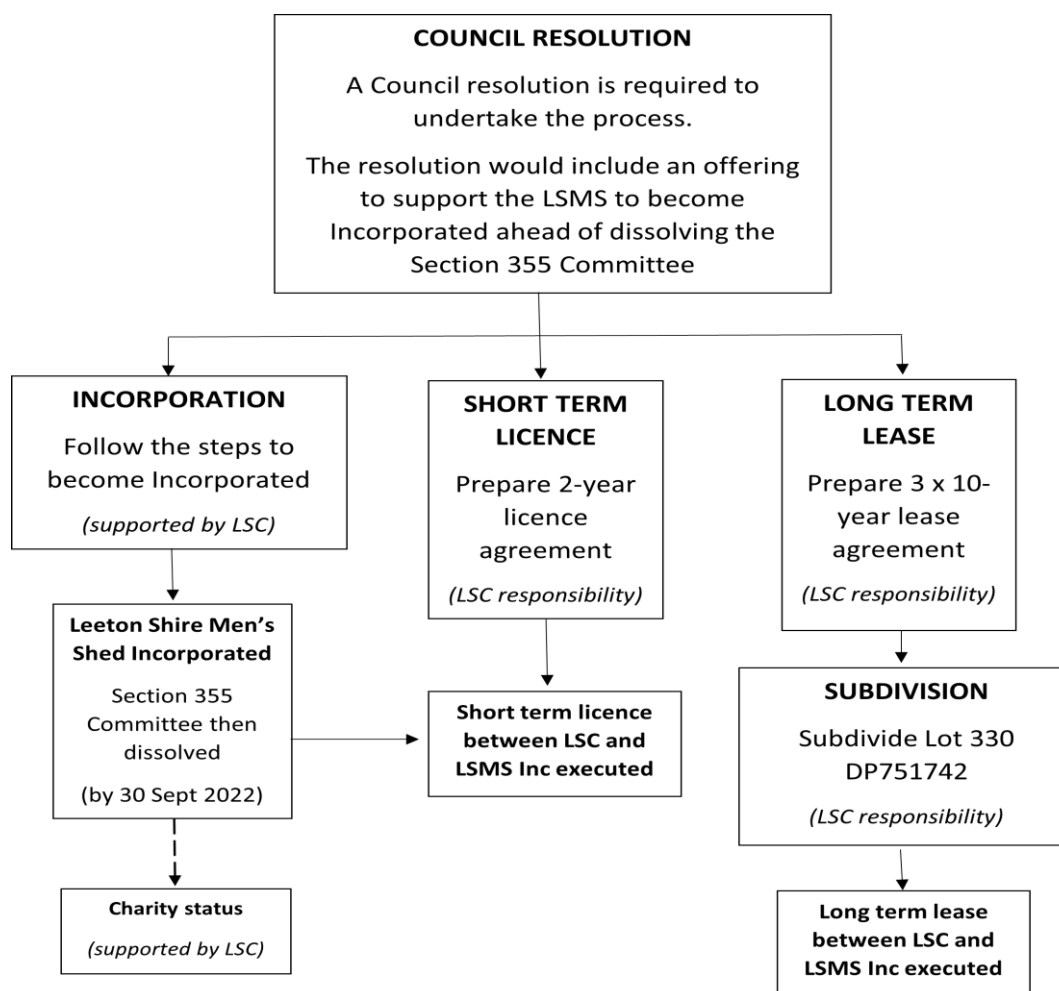 COUNCIL RESOLUTION
A Council resolution is required to
undertake the process.
The resolution would include an offering
to support the LSMS to become
Incorporated ahead of dissolving the
Section 355 Committee
INCORPORATION
Follow the steps to
become Incorporated
(supported by LSC)
SHORT TERM
LICENCE
Prepare 2-year
licence
agreement
(LSC responsibility)
LONG TERM
LEASE
Prepare 3 x 10-
year lease
agreement
(LSC responsibility)
Leeton Shire Men's
Shed Incorporated
Section 355
Committee then
dissolved
(by 30 Sept 2022)
Short term licence
between LSC and
LSMS Inc executed
SUBDIVISION
Subdivide Lot 330
DP751742
(LSC responsibility)
Charity status
(supported by LSC)
Long term lease
between LSC and
LSMS Inc executed